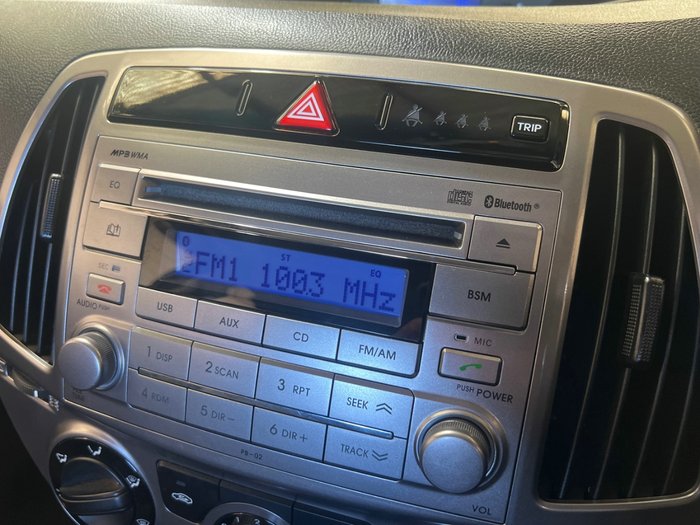 TRIP
MP3 WMA
Bluetooth®
EQ
ST EQ
FM1 100.3 MHz
BSM
SEC
AUDIO PUSH
USB
AUX
CD
FM/AM
MIC
PUSH POWER
1 DISP
2 SCAN
3 RPT
SEEK
4 RDM
5 DIR-
6 DIR+
TRACK
TUNE
PB-02
VOL